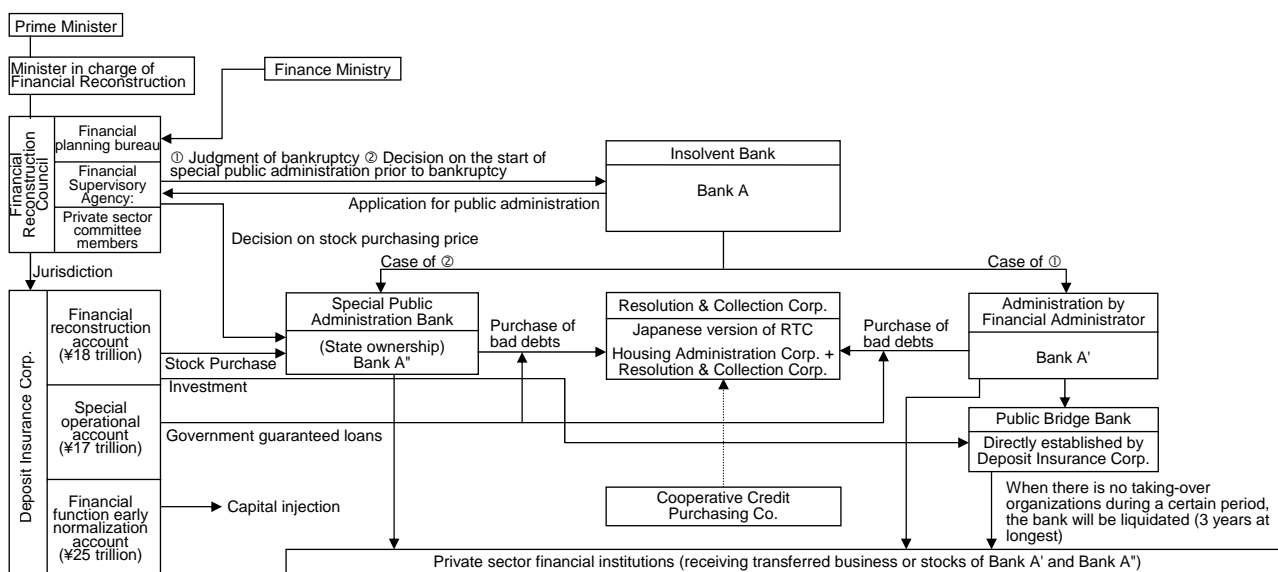 Prime Minister
Minister in charge of
Financial Reconstruction
Finance Ministry
Financial
Reconstruction
Council
Financial
planning bureau
Financial
Supervisory
Agency:
Private sector
committee
members
① Judgment of bankruptcy ② Decision on the start of
special public administration prior to bankruptcy
Application for public administration
Decision on stock purchasing price
Insolvent Bank
Bank A
Jurisdiction
Case of ②
Case of ①
Deposit Insurance Corp.
Financial
reconstruction
account
(¥18 trillion)
Special
operational
account
(¥17 trillion)
Financial
function early
normalization
account
(¥25 trillion)
Stock Purchase
Investment
Government guaranteed loans
Capital injection
Special Public
Administration Bank
(State ownership)
Bank A"
Purchase of
bad debts
Resolution & Collection Corp.
Japanese version of RTC
Housing Administration Corp. +
Resolution & Collection Corp.
Purchase of
bad debts
Administration by
Financial Administrator
Bank A'
Public Bridge Bank
Directly established by
Deposit Insurance Corp.
Cooperative Credit
Purchasing Co.
When there is no taking-over
organizations during a certain period,
the bank will be liquidated (3 years at
longest)
Private sector financial institutions (receiving transferred business or stocks of Bank A' and Bank A")